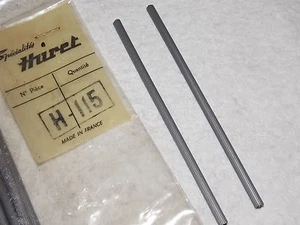 Spécialités
Huret
N° Pièce Quantité
H-115
MADE IN FRANCE